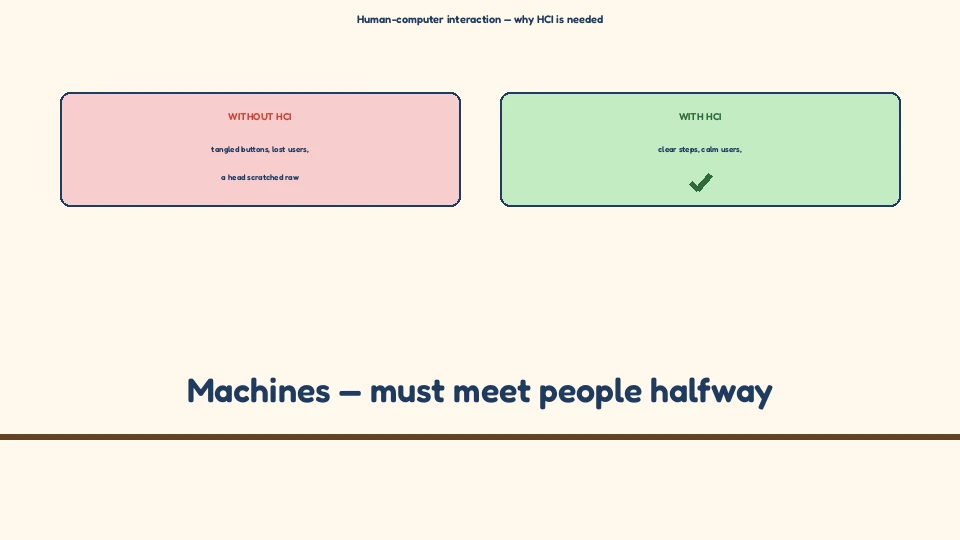 Human-computer interaction — why HCI is needed
WITHOUT HCI
tangled buttons, lost users,
a head scratched raw
WITH HCI
clear steps, calm users,
Machines — must meet people halfway